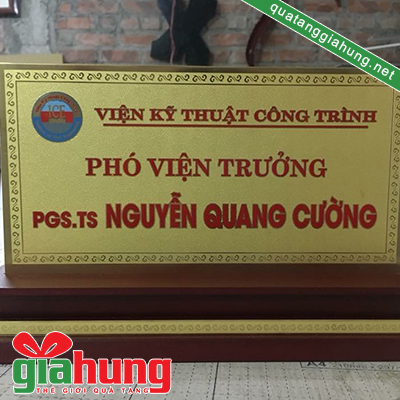 quatanggiahung.net
ICE
VIỆN KỸ THUẬT CÔNG TRÌNH
PHÓ VIỆN TRƯỞNG
PGS.TS NGUYỄN QUANG CƯỜNG
giahung
THẾ GIỚI QUÀ TẶNG